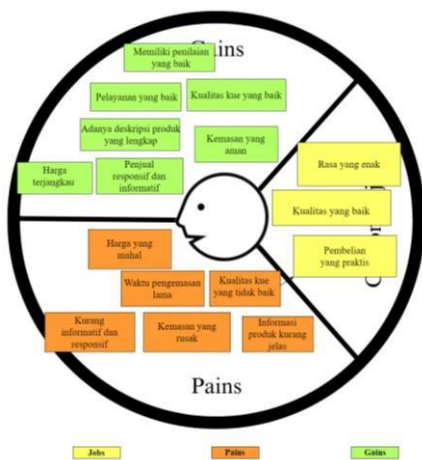 Gains
Memiliki penilaian
yang baik
Pelayanan yang baik
Kualitas kue yang baik
Adanya deskripsi produk
yang lengkap
Kemasan yang
aman
Harga
terjangkau
Penjual
responsif dan
informatif
Rasa yang enak
Kualitas yang baik
Pembelian
yang praktis
Harga yang
mahal
Waktu pengemasan
lama
Kualitas kue
yang tidak baik
Kurang
informatif dan
responsif
Kemasan yang
rusak
Informasi
produk kurang
jelas
Pains
Jobs
Pains
Gains